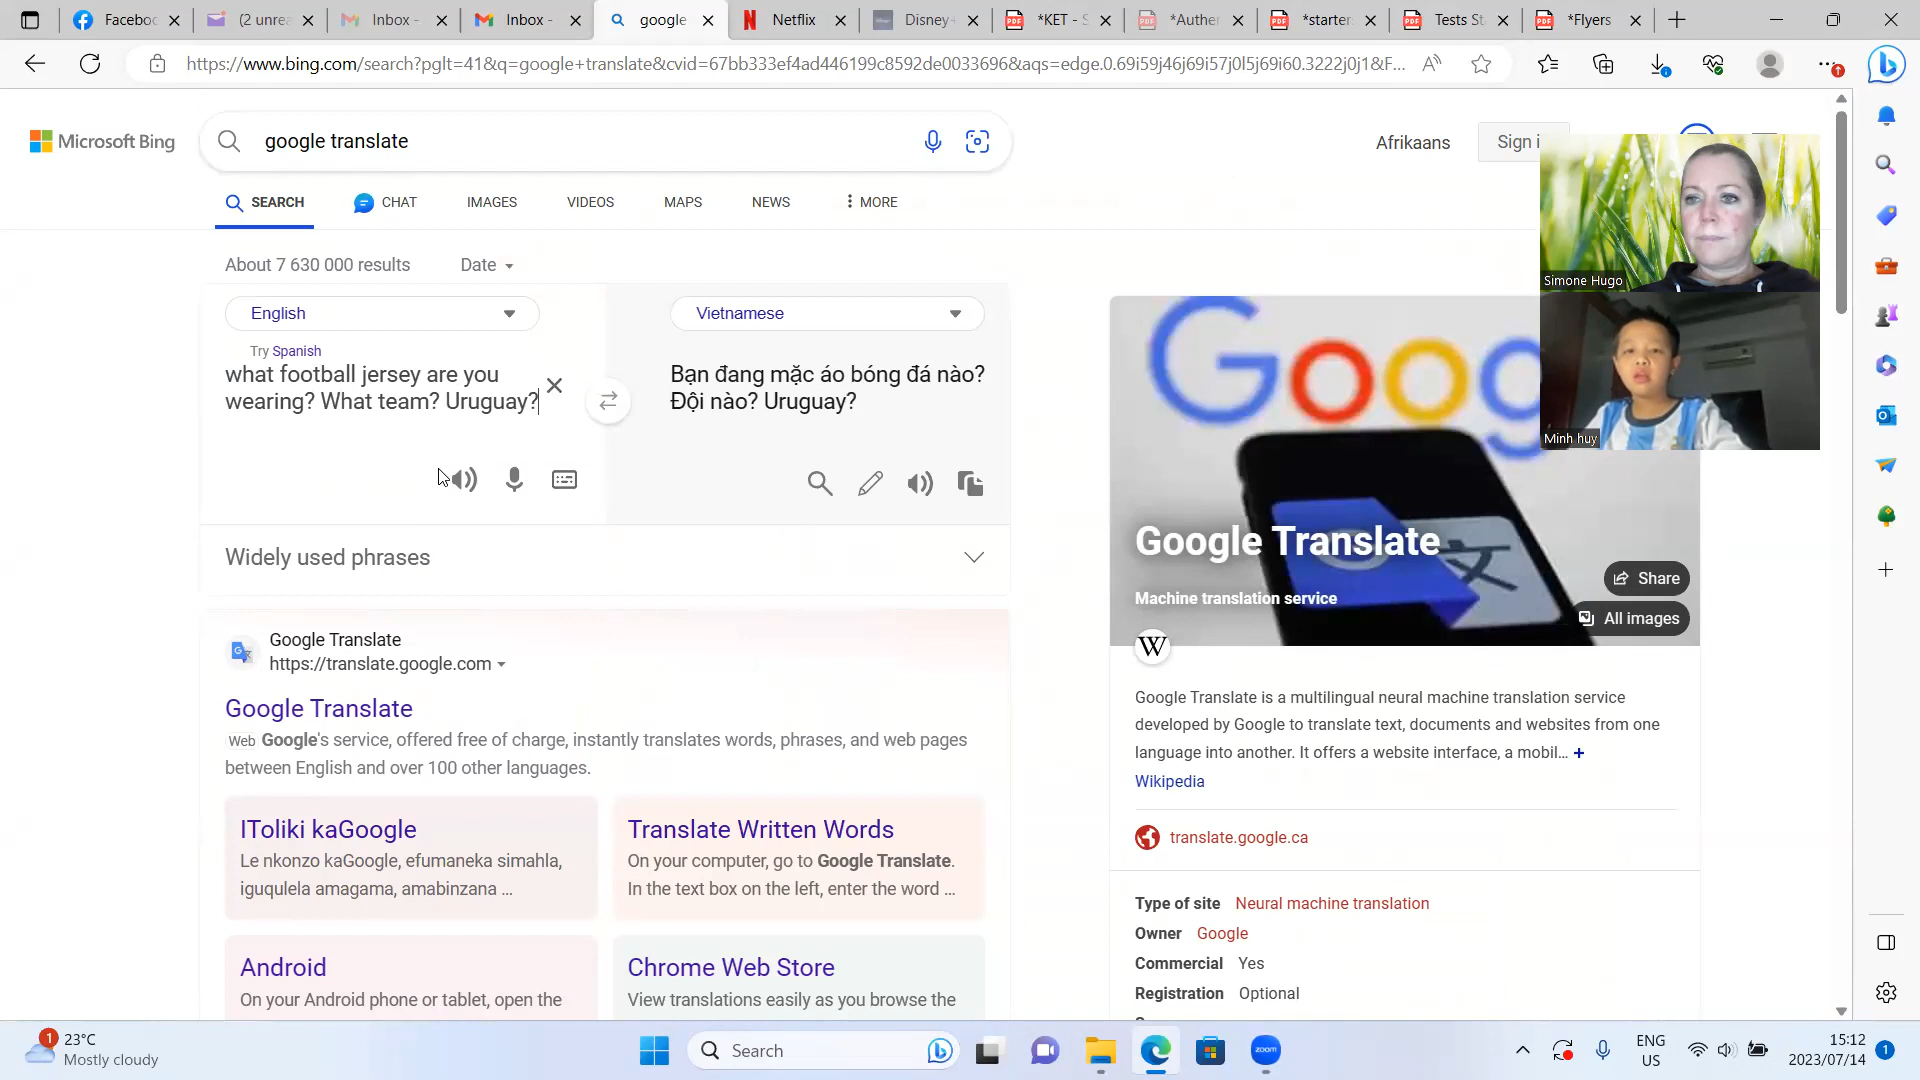 Facebo
(2 unrea
Inbox -
Inbox -
google
Netflix
Disney+
*KET - S
*Auther
*starter
Tests St
*Flyers
https://www.bing.com/search?pglt=41&q=google+translate&cvid=67bb333ef4ad446199c8592de0033696&aqs=edge.0.69i59j46j69i57j0l5j69i60.3222j0j1&F...
Microsoft Bing
google translate
Afrikaans
Sign i
SEARCH
CHAT
IMAGES
VIDEOS
MAPS
NEWS
MORE
Simone Hugo
Minh huy
About 7 630 000 results
Date
English
Vietnamese
Try Spanish
what football jersey are you
wearing? What team? Uruguay?
Bạn đang mặc áo bóng đá nào?
Đội nào? Uruguay?
Widely used phrases
Google Translate
https://translate.google.com
Google Translate
Web Google's service, offered free of charge, instantly translates words, phrases, and web pages
between English and over 100 other languages.
IToliki kaGoogle
Le nkonzo kaGoogle, efumaneka simahla,
iguqulela amagama, amabinzana ...
Translate Written Words
On your computer, go to Google Translate.
In the text box on the left, enter the word ...
Android
On your Android phone or tablet, open the
Chrome Web Store
View translations easily as you browse the
Goog
Google Translate
Machine translation service
Share
All images
W
Google Translate is a multilingual neural machine translation service
developed by Google to translate text, documents and websites from one
language into another. It offers a website interface, a mobil... +
Wikipedia
translate.google.ca
Type of site Neural machine translation
Owner Google
Commercial Yes
Registration Optional
1
23°C
Mostly cloudy
Search
zoom
ENG
US
15:12
2023/07/14
1